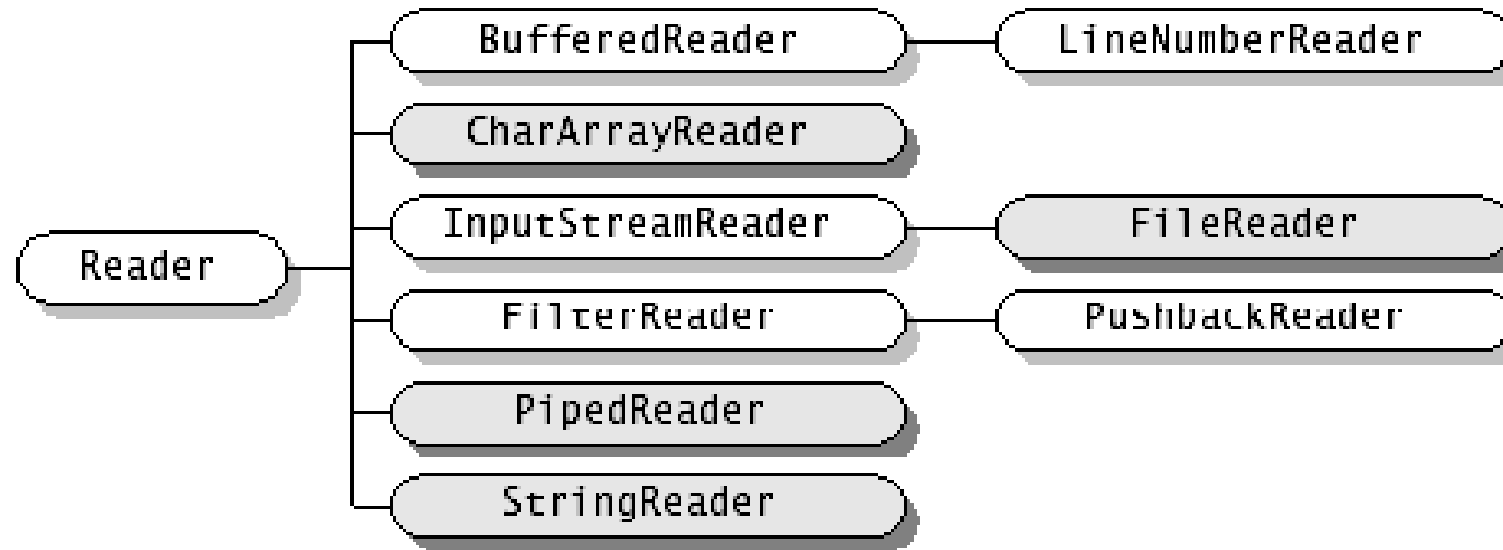 BufferedReader LineNumberReader
CharArrayReader
InputStreamReader FileReader
Reader
FilterReader PushbackReader
PipedReader
StringReader